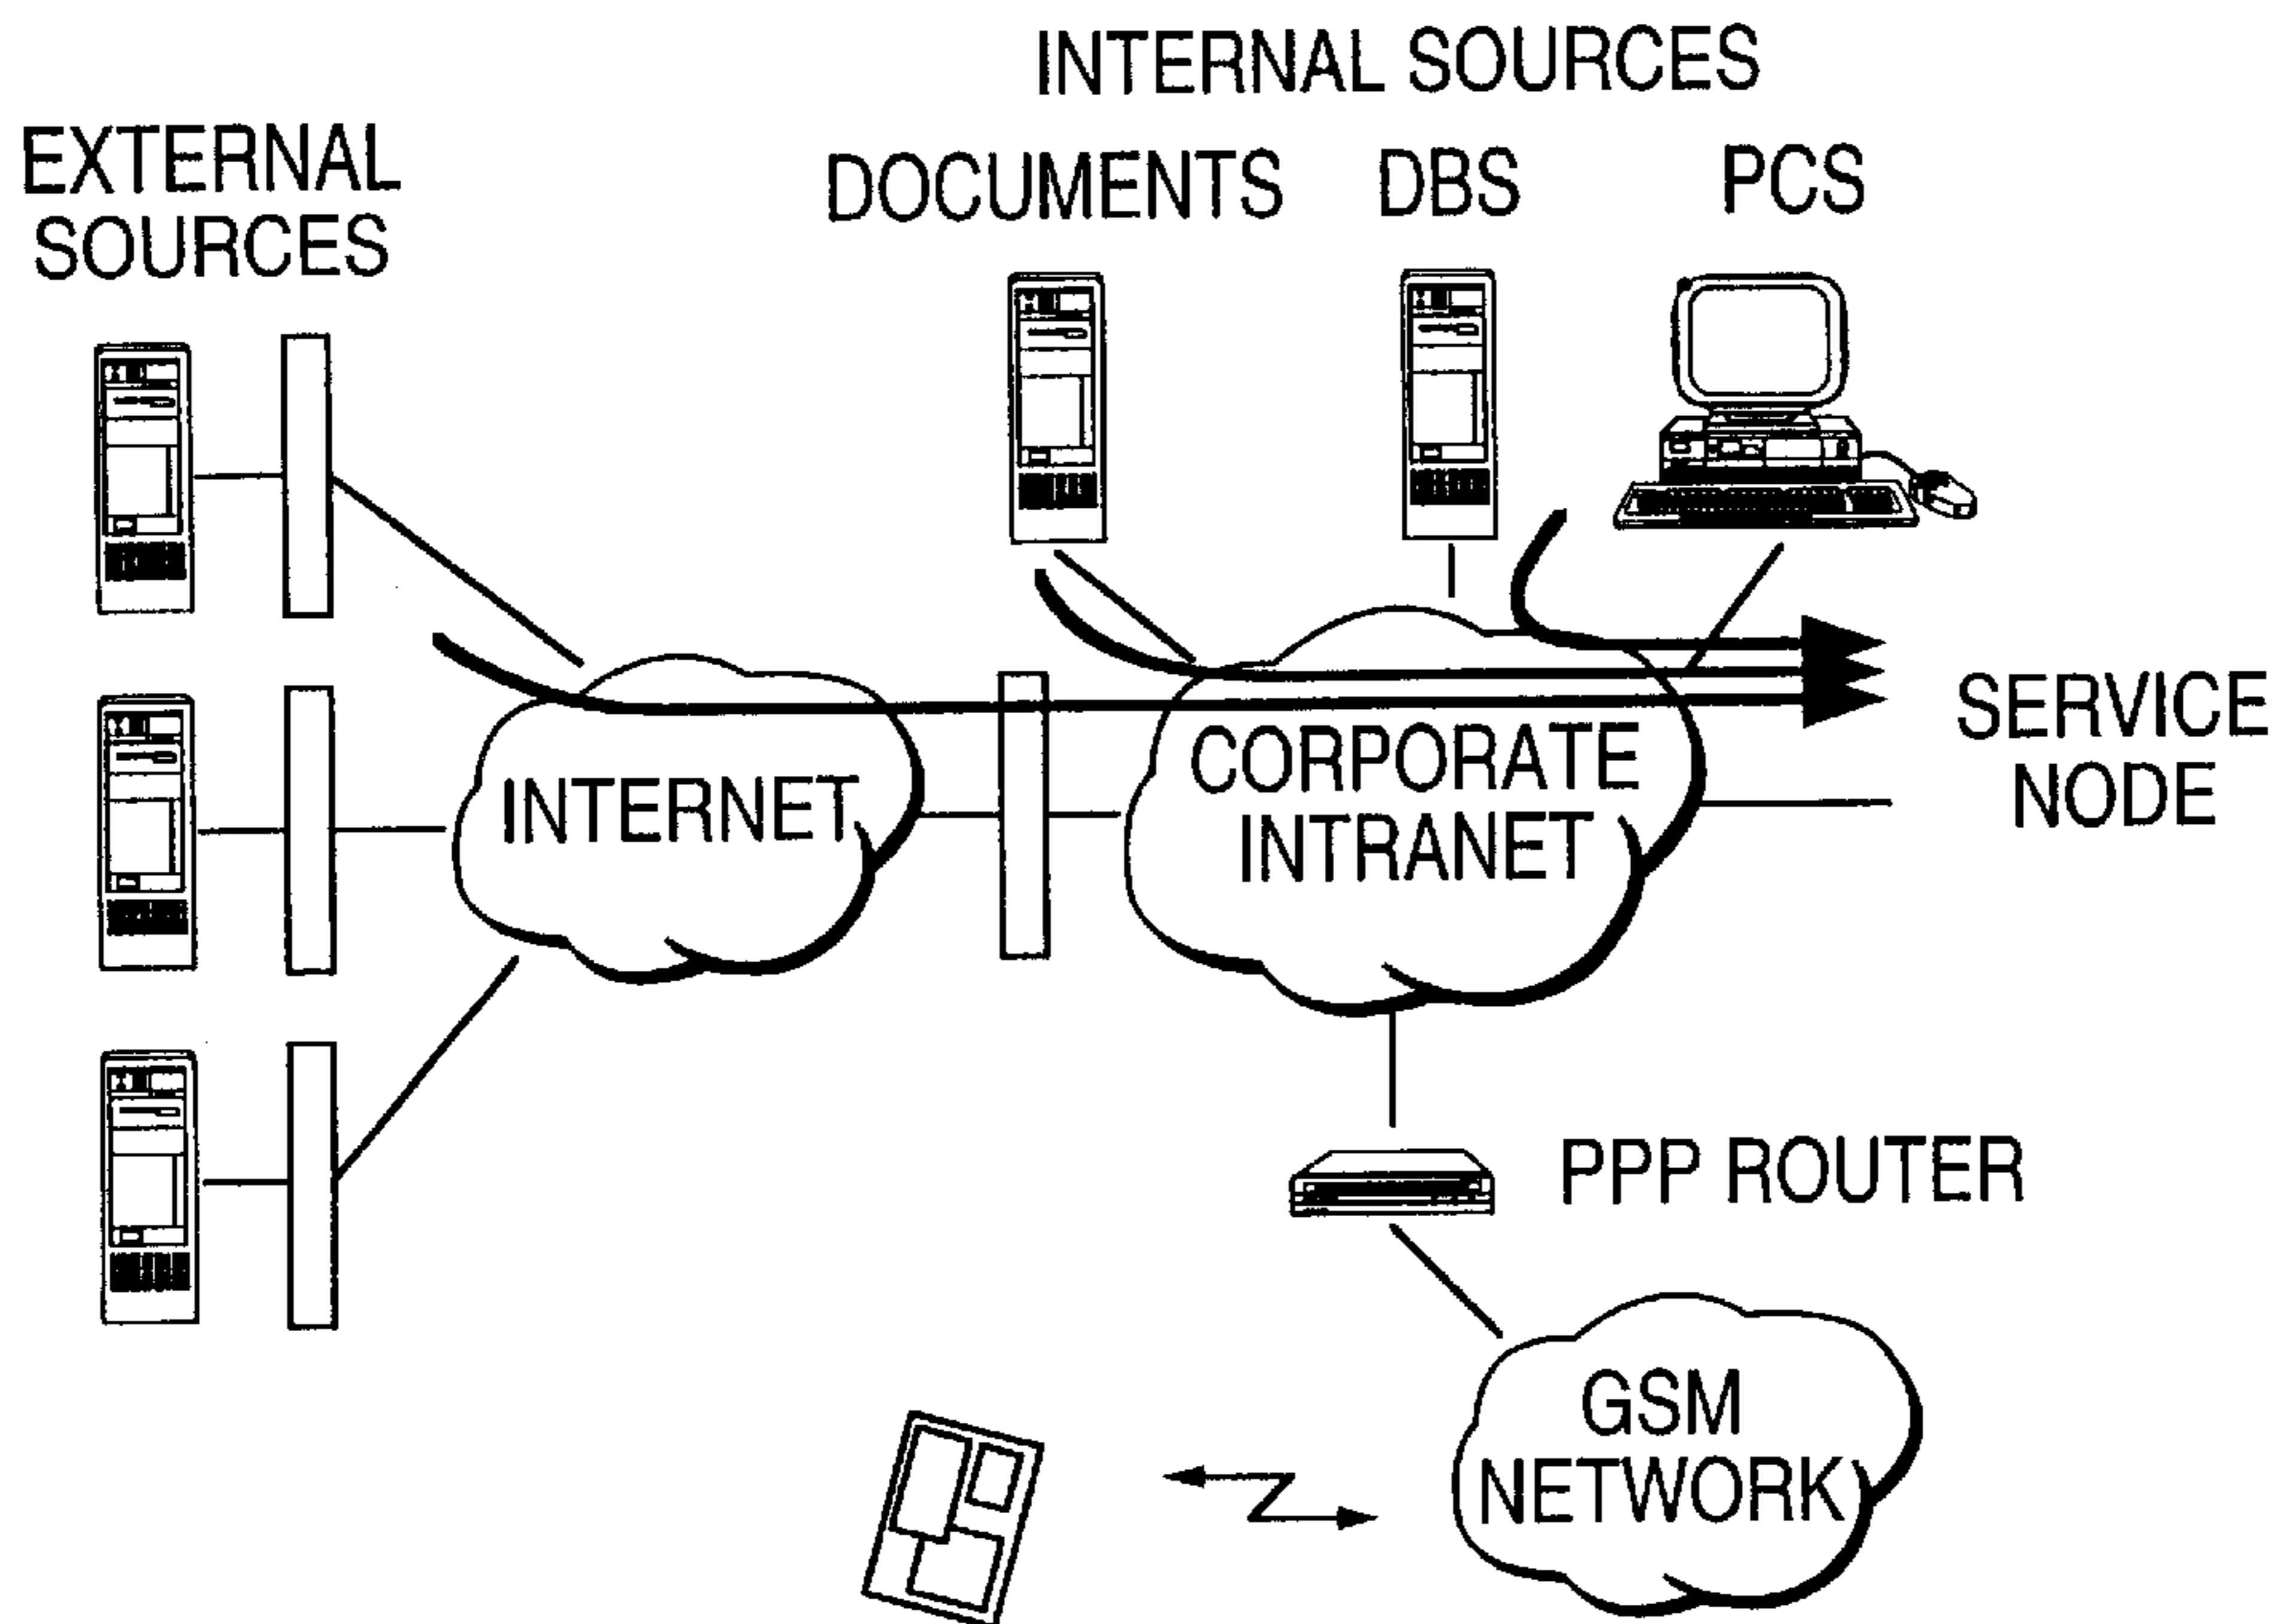 INTERNAL SOURCES
EXTERNAL
SOURCES
DOCUMENTS
DBS
PCS
INTERNET
CORPORATE
INTRANET
SERVICE
NODE
PPP ROUTER
GSM
NETWORK